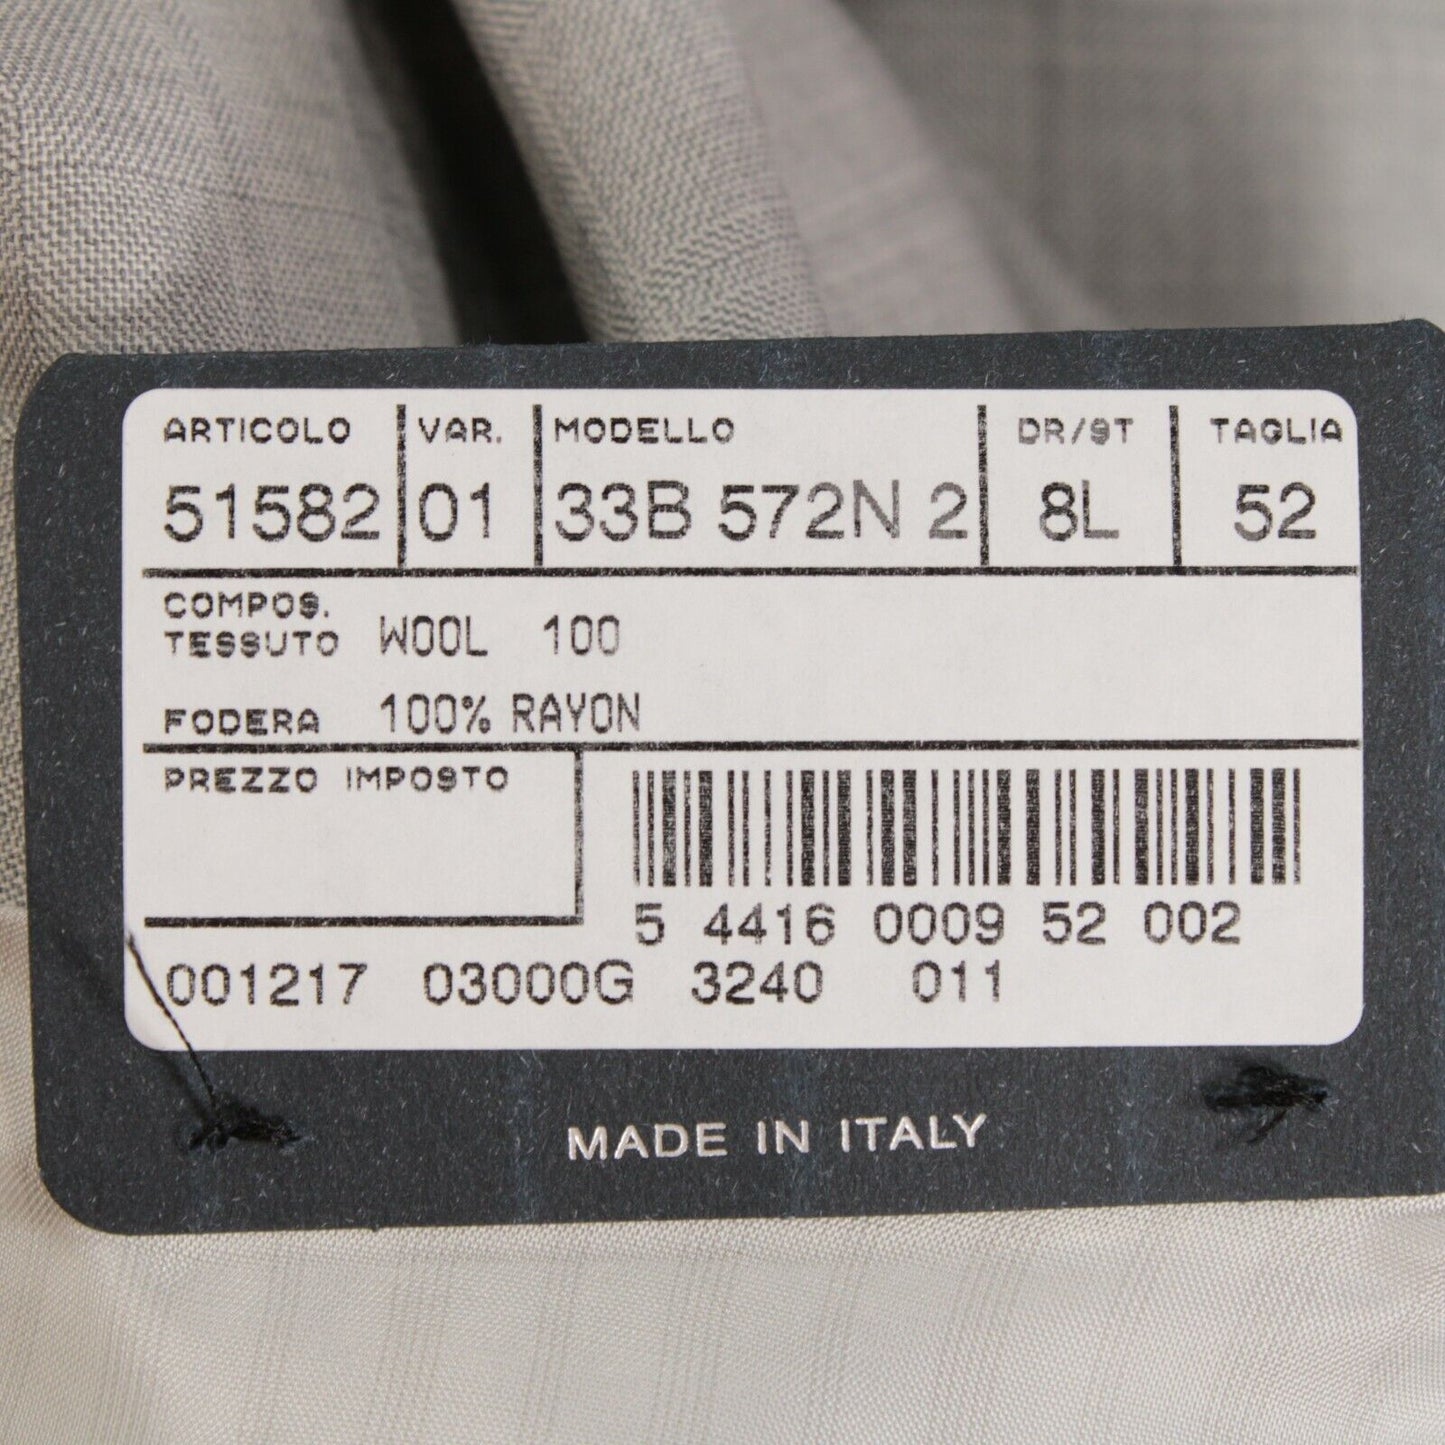 ARTICOLO VAR. MODELLO DR/ST TAGLIA
51582 01 33B 572N 2 8L 52
COMPOS.
TESSUTO WOOL 100
FODERA 100% RAYON
PREZZO IMPOSTO
5 4416 0009 52 002
001217 03000G 3240 011
MADE IN ITALY